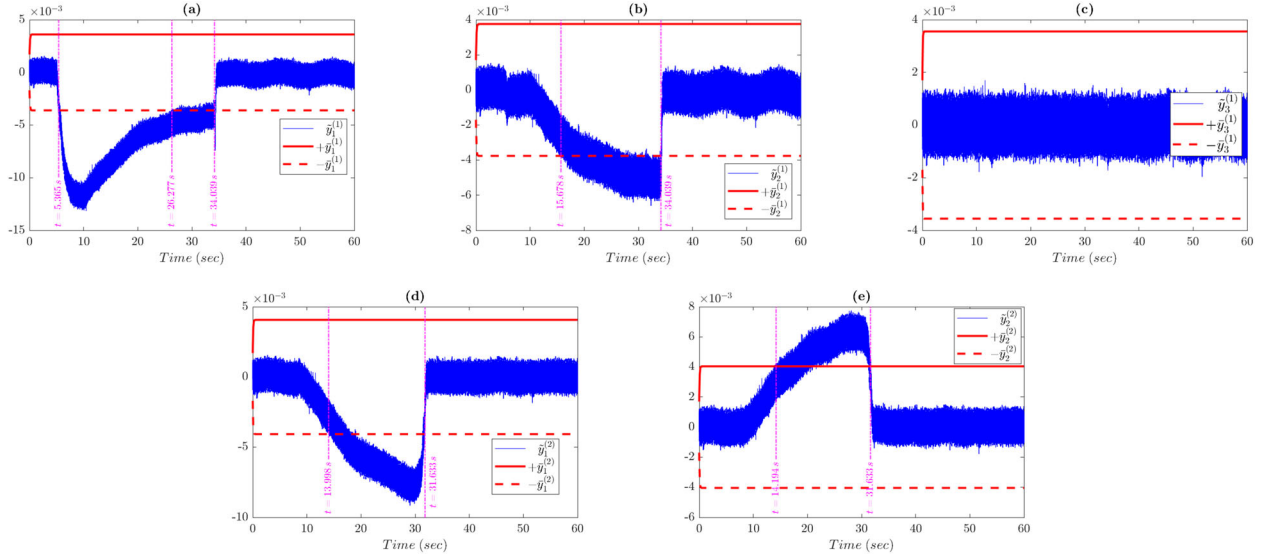 (a)
×10⁻³
5
0
-5
-10
-15
0 10 20 30 40 50 60
Time (sec)
t = 5.365 s
t = 26.277 s
t = 34.039 s
ỹ₁⁽¹⁾
+ȳ₁⁽¹⁾
−ȳ₁⁽¹⁾
(b)
×10⁻³
4
2
0
-2
-4
-6
-8
0 10 20 30 40 50 60
Time (sec)
t = 15.678 s
t = 34.039 s
ỹ₂⁽¹⁾
+ȳ₂⁽¹⁾
−ȳ₂⁽¹⁾
(c)
×10⁻³
4
2
0
-2
-4
0 10 20 30 40 50 60
Time (sec)
ỹ₃⁽¹⁾
+ȳ₃⁽¹⁾
−ȳ₃⁽¹⁾
(d)
×10⁻³
5
0
-5
-10
0 10 20 30 40 50 60
Time (sec)
t = 13.998 s
t = 31.633 s
ỹ₁⁽²⁾
+ȳ₁⁽²⁾
−ȳ₁⁽²⁾
(e)
×10⁻³
8
6
4
2
0
-2
-4
-6
0 10 20 30 40 50 60
Time (sec)
t = 14.194 s
t = 31.633 s
ỹ₂⁽²⁾
+ȳ₂⁽²⁾
−ȳ₂⁽²⁾